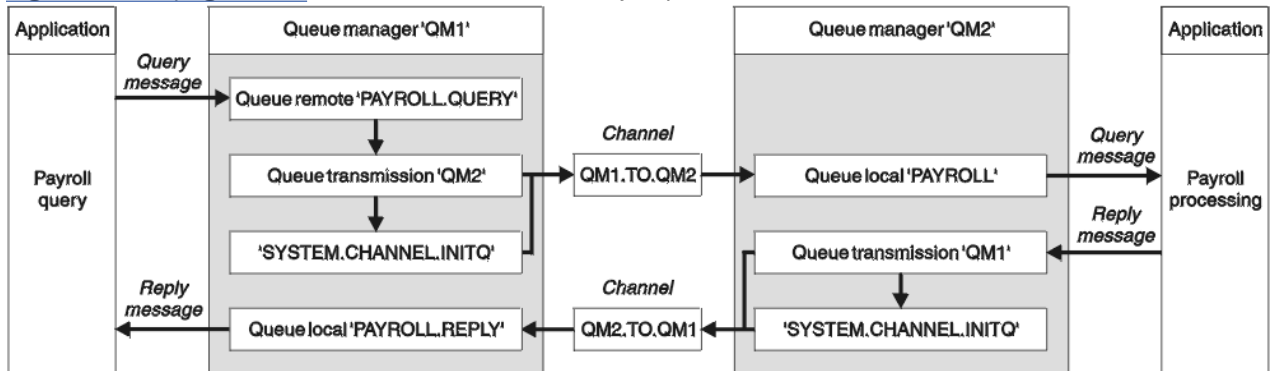 Application
Queue manager 'QM1'
Queue manager 'QM2'
Application
Query
message
Queue remote 'PAYROLL.QUERY'
Channel
Query
message
Payroll
query
Queue transmission 'QM2'
QM1.TO.QM2
Queue local 'PAYROLL'
Payroll
processing
Reply
message
'SYSTEM.CHANNEL.INITQ'
Queue transmission 'QM1'
Reply
message
Channel
Queue local 'PAYROLL.REPLY'
QM2.TO.QM1
'SYSTEM.CHANNEL.INITQ'